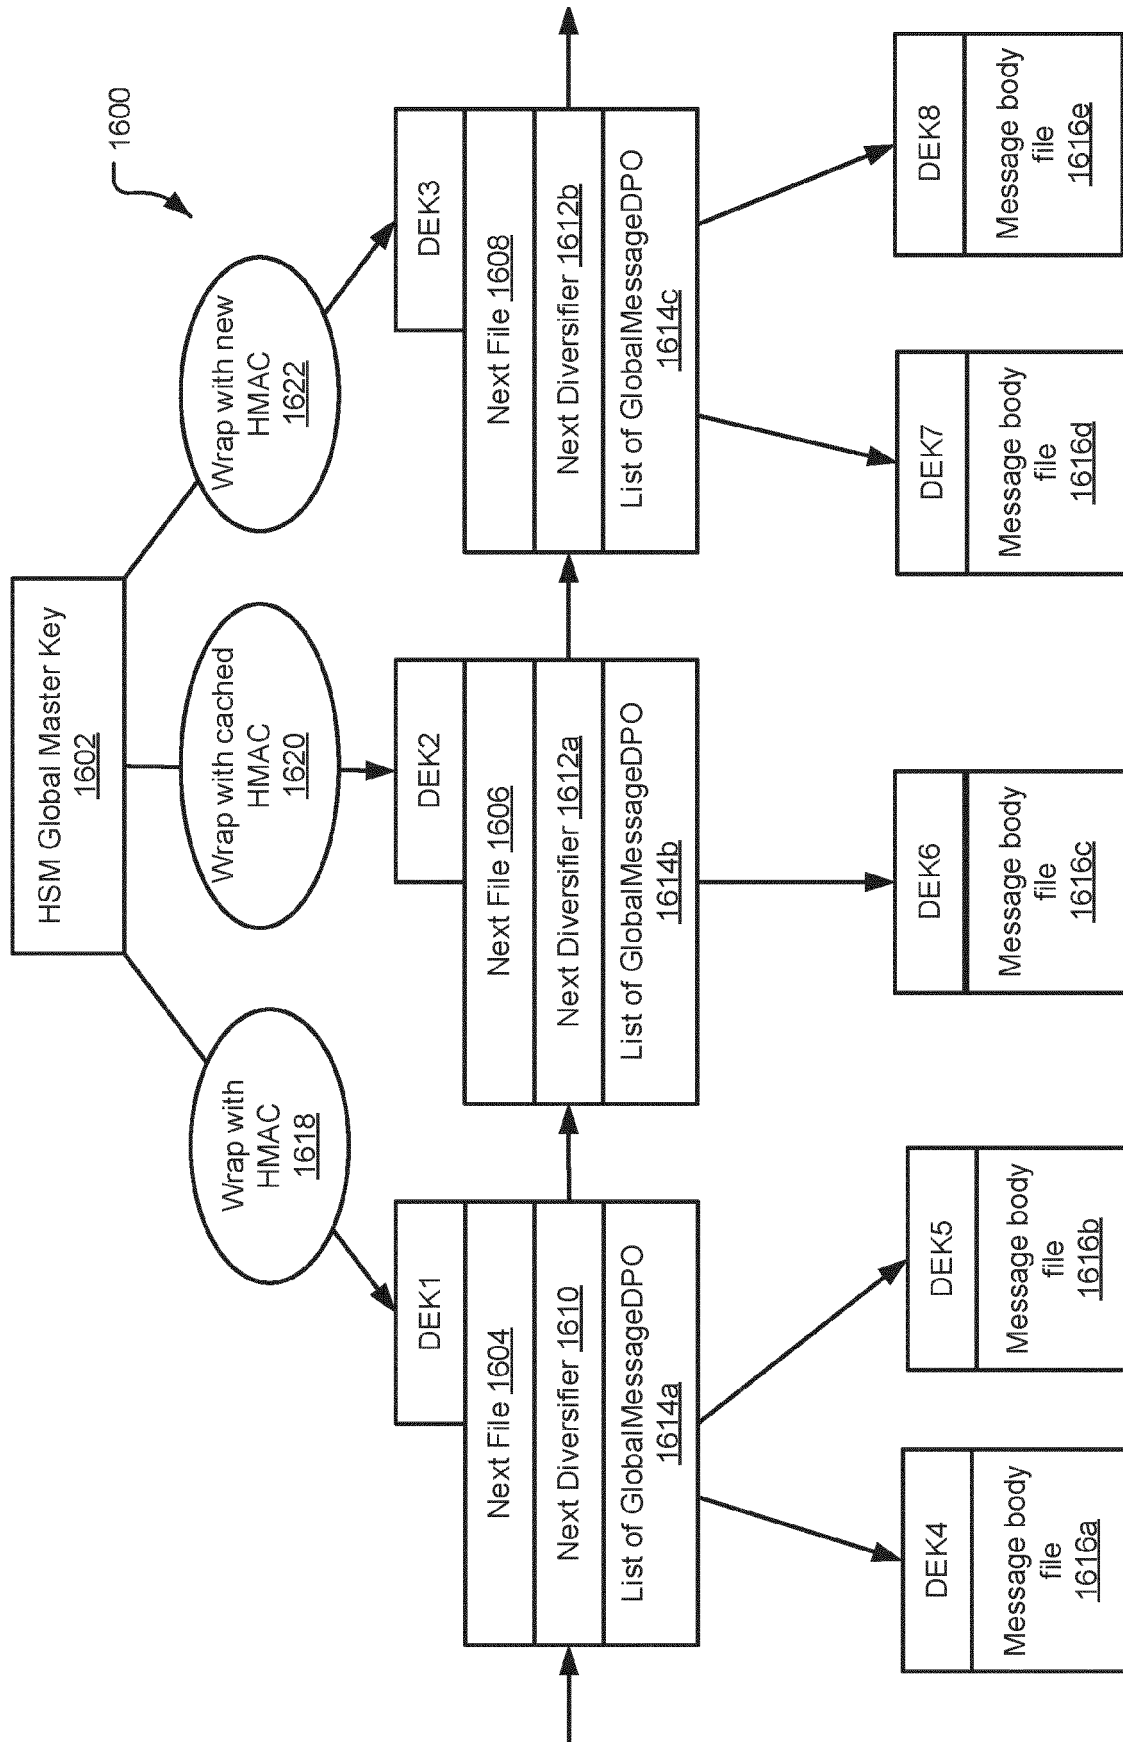 1600
HSM Global Master Key
1602
Wrap with
HMAC
1618
Wrap with cached
HMAC
1620
Wrap with new
HMAC
1622
DEK1
Next File 1604
Next Diversifier 1610
List of GlobalMessageDPO
1614a
DEK2
Next File 1606
Next Diversifier 1612a
List of GlobalMessageDPO
1614b
DEK3
Next File 1608
Next Diversifier 1612b
List of GlobalMessageDPO
1614c
DEK4
Message body
file
1616a
DEK5
Message body
file
1616b
DEK6
Message body
file
1616c
DEK7
Message body
file
1616d
DEK8
Message body
file
1616e